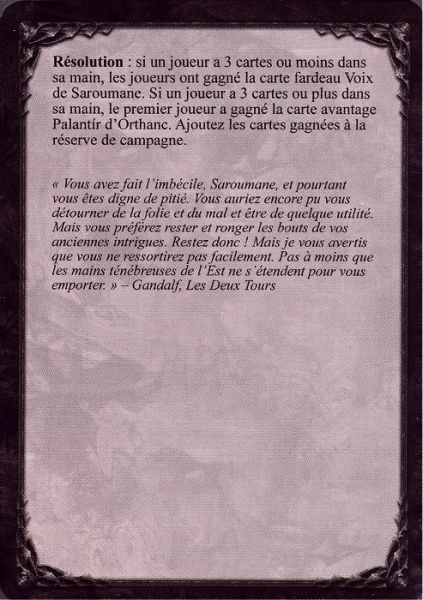 Résolution : si un joueur a 3 cartes ou moins dans
sa main, les joueurs ont gagné la carte fardeau Voix
de Saroumane. Si un joueur a 3 cartes ou plus dans
sa main, le premier joueur a gagné la carte avantage
Palantír d’Orthanc. Ajoutez les cartes gagnées à la
réserve de campagne.
« Vous avez fait l’imbécile, Saroumane, et pourtant
vous êtes digne de pitié. Vous auriez encore pu vous
détourner de la folie et du mal et être de quelque utilité.
Mais vous préférez rester et ronger les bouts de vos
anciennes intrigues. Restez donc ! Mais je vous avertis
que vous ne ressortirez pas facilement. Pas à moins que
les mains ténébreuses de l’Est ne s’étendent pour vous
emporter. » – Gandalf, Les Deux Tours